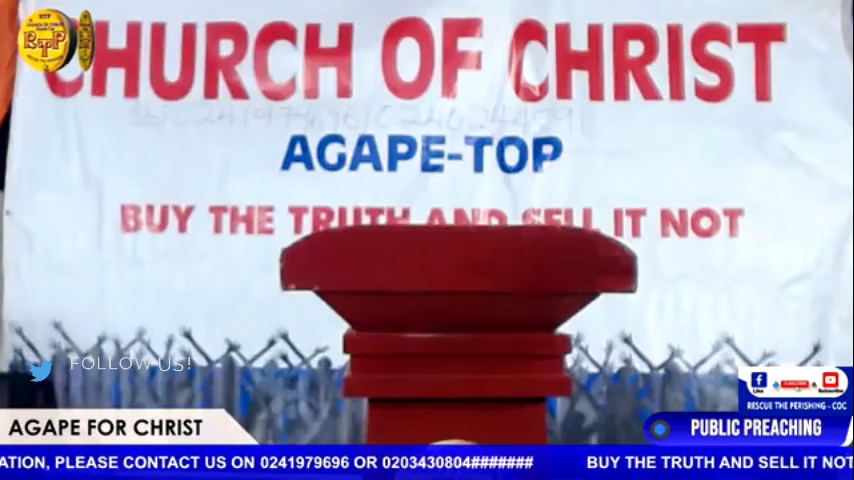 CHURCH OF CHRIST
AGAPE-TOP
BUY THE TRUTH AND SELL IT NOT
FOLLOW US!
Like
RESCUE THE PERISHING - COC
AGAPE FOR CHRIST
PUBLIC PREACHING
ATION, PLEASE CONTACT US ON 0241979696 OR 0203430804####### BUY THE TRUTH AND SELL IT NOT